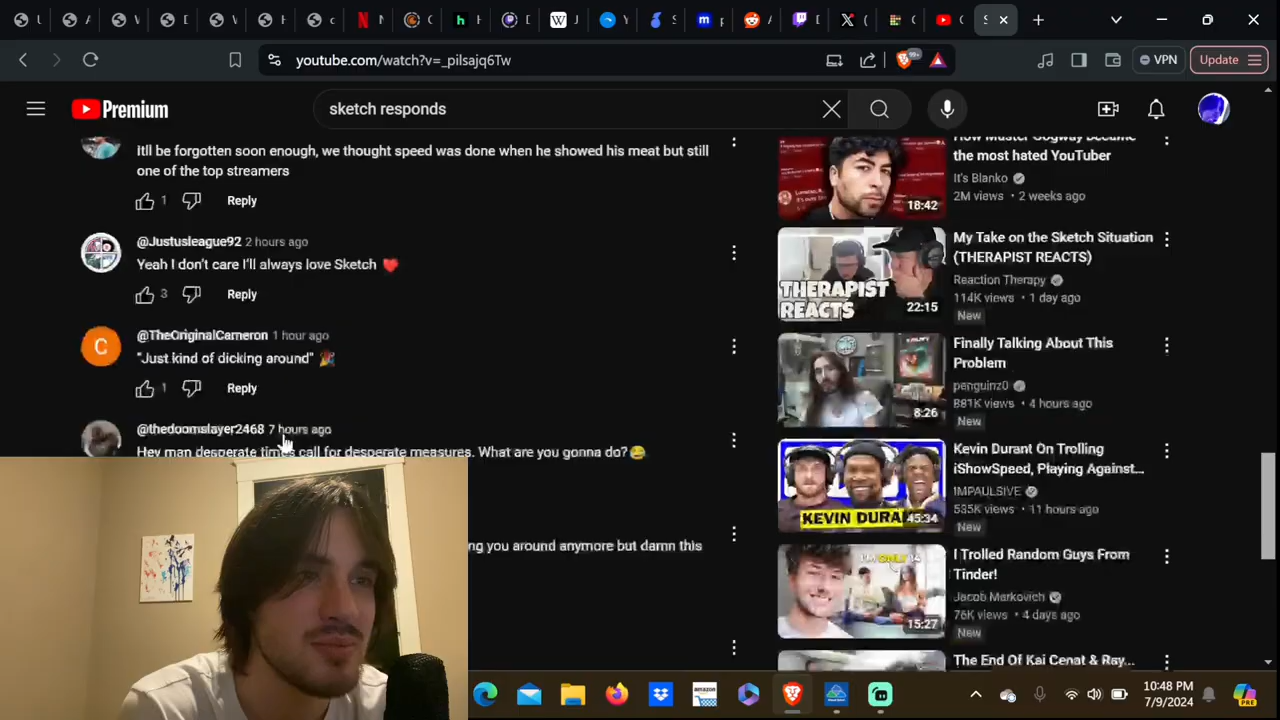 youtube.com/watch?v=_pilsajq6Tw
99+
VPN
Update
Premium
sketch responds
Itll be forgotten soon enough, we thought speed was done when he showed his meat but still
one of the top streamers
1
Reply
@Justusleague92 2 hours ago
Yeah I don't care I'll always love Sketch ❤️
3
Reply
@TheOriginalCameron 1 hour ago
"Just kind of dicking around" 🎉
1
Reply
@thedoomslayer2468 7 hours ago
Hey man desperate times call for desperate measures. What are you gonna do?😂
ng you around anymore but damn this
How Muster Oogway became
the most hated YouTuber
It's Blanko
2M views • 2 weeks ago
18:42
My Take on the Sketch Situation
(THERAPIST REACTS)
Reaction Therapy
114K views • 1 day ago
New
THERAPIST
REACTS
22:15
Finally Talking About This
Problem
penguinz0
881K views • 4 hours ago
New
8:26
Kevin Durant On Trolling
iShowSpeed, Playing Against...
IMPAULSIVE
535K views • 11 hours ago
New
KEVIN DURA
45:34
I Trolled Random Guys From
Tinder!
Jacob Markovich
76K views • 4 days ago
New
15:27
The End Of Kai Cenat & Ray...
amazon
10:48 PM
7/9/2024
PRE